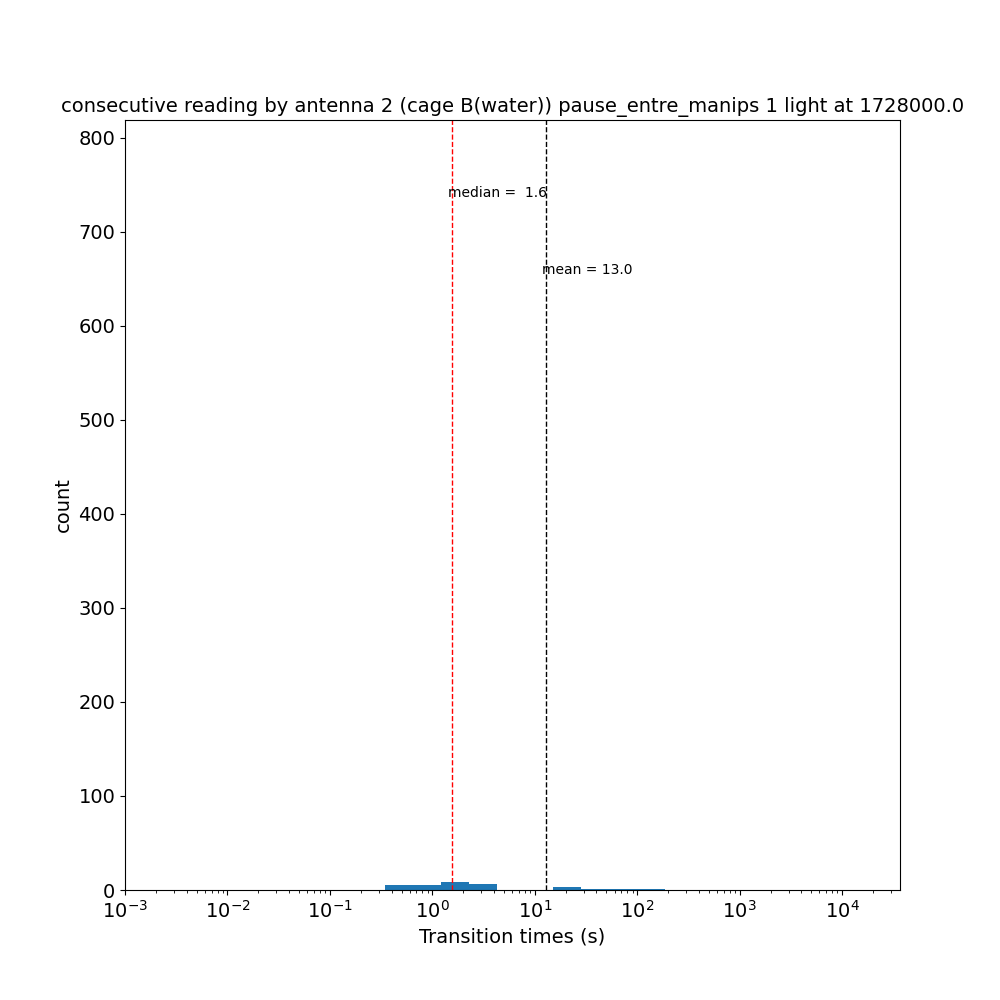 consecutive reading by antenna 2 (cage B(water)) pause_entre_manips 1 light at 1728000.0
800
700
600
500
400
300
200
100
0
count
median =  1.6
mean = 13.0
10⁻³ 10⁻² 10⁻¹ 10⁰ 10¹ 10² 10³ 10⁴
Transition times (s)